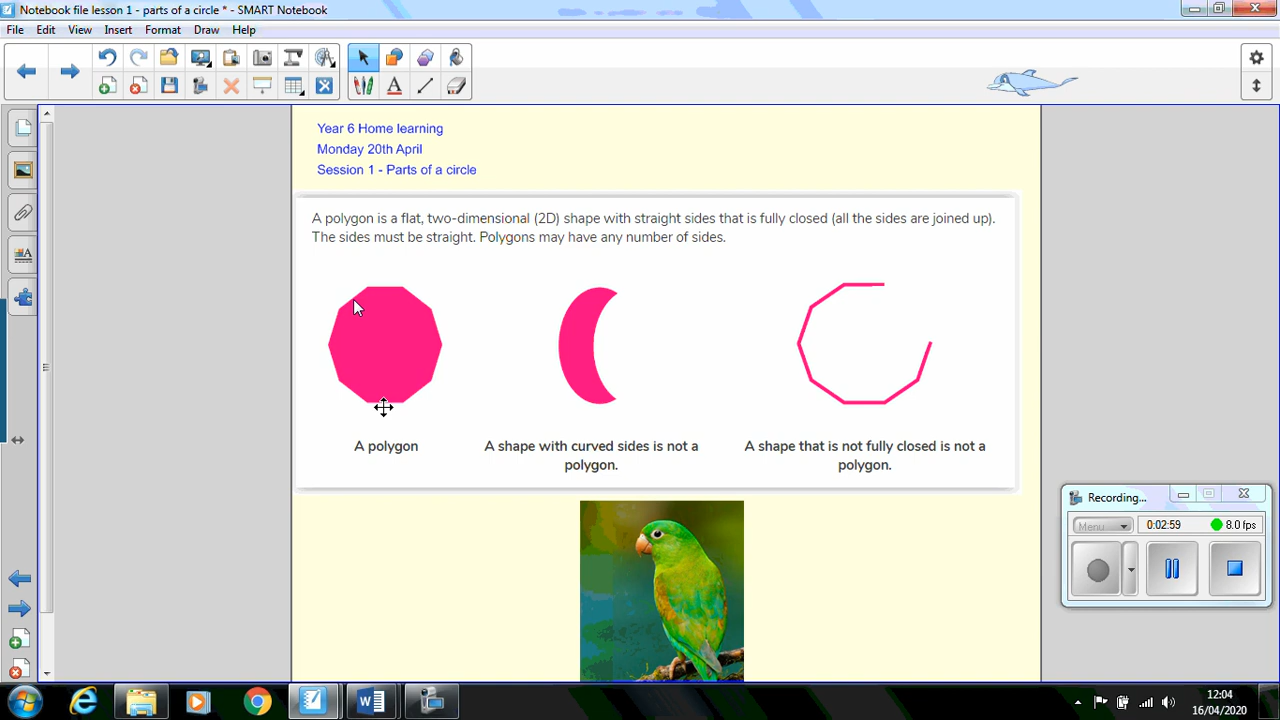 Notebook file lesson 1 - parts of a circle * - SMART Notebook
File Edit View Insert Format Draw Help
Year 6 Home learning
Monday 20th April
Session 1 - Parts of a circle
A polygon is a flat, two-dimensional (2D) shape with straight sides that is fully closed (all the sides are joined up).
The sides must be straight. Polygons may have any number of sides.
A polygon
A shape with curved sides is not a
polygon.
A shape that is not fully closed is not a
polygon.
Recording...
Menu 0:02:59 8.0 fps
12:04
16/04/2020